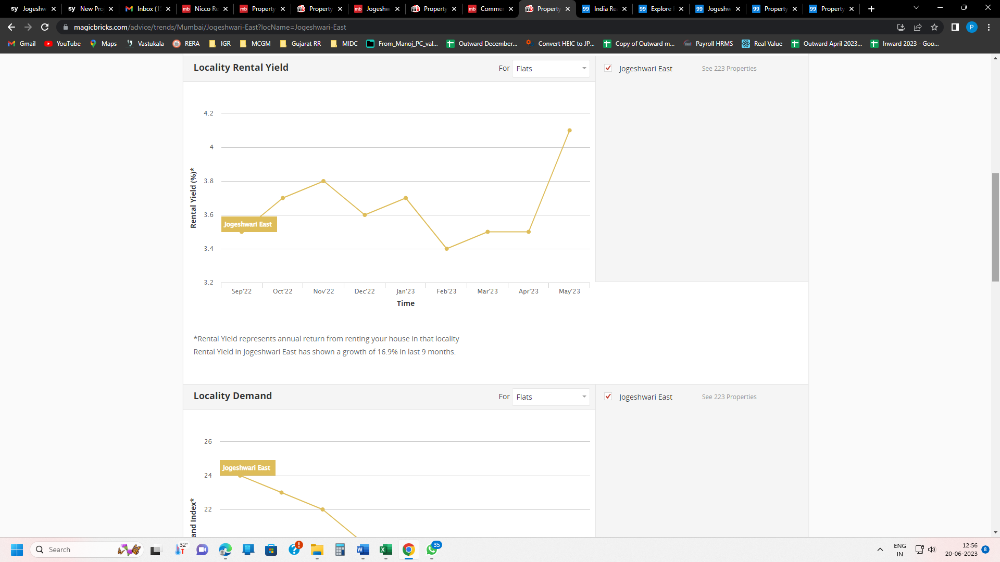 Jogeshw
New Pro
Inbox (1
Nicco Re
Property
Property
Jogeshw
Property
Commer
Property
India Re
Explore
Jogeshw
Property
Property
magicbricks.com/advice/trends/Mumbai/Jogeshwari-East?locName=Jogeshwari-East
P
Gmail
YouTube
Maps
Vastukala
RERA
IGR
MCGM
Gujarat RR
MIDC
From_Manoj_PC_val...
Outward December...
Convert HEIC to JP...
Copy of Outward m...
Payroll HRMS
Real Value
Outward April 2023...
Inward 2023 - Goo...
Locality Rental Yield
For Flats
Jogeshwari East
See 223 Properties
4.2
4
3.8
3.6
3.4
3.2
Rental Yield (%)*
Jogeshwari East
Sep'22 Oct'22 Nov'22 Dec'22 Jan'23 Feb'23 Mar'23 Apr'23 May'23
Time
*Rental Yield represents annual return from renting your house in that locality
Rental Yield in Jogeshwari East has shown a growth of 16.9% in last 9 months.
Locality Demand
For Flats
Jogeshwari East
See 223 Properties
26
24
22
and Index*
Jogeshwari East
Search
32°
35
ENG
IN
12:56
20-06-2023
8